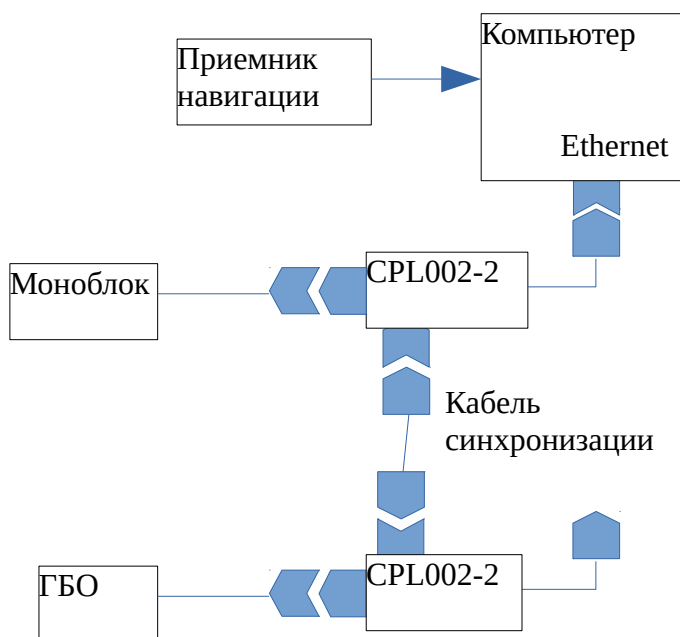 Компьютер
Приемник
навигации
Ethernet
Моноблок
CPL002-2
Кабель
синхронизации
ГБО
CPL002-2